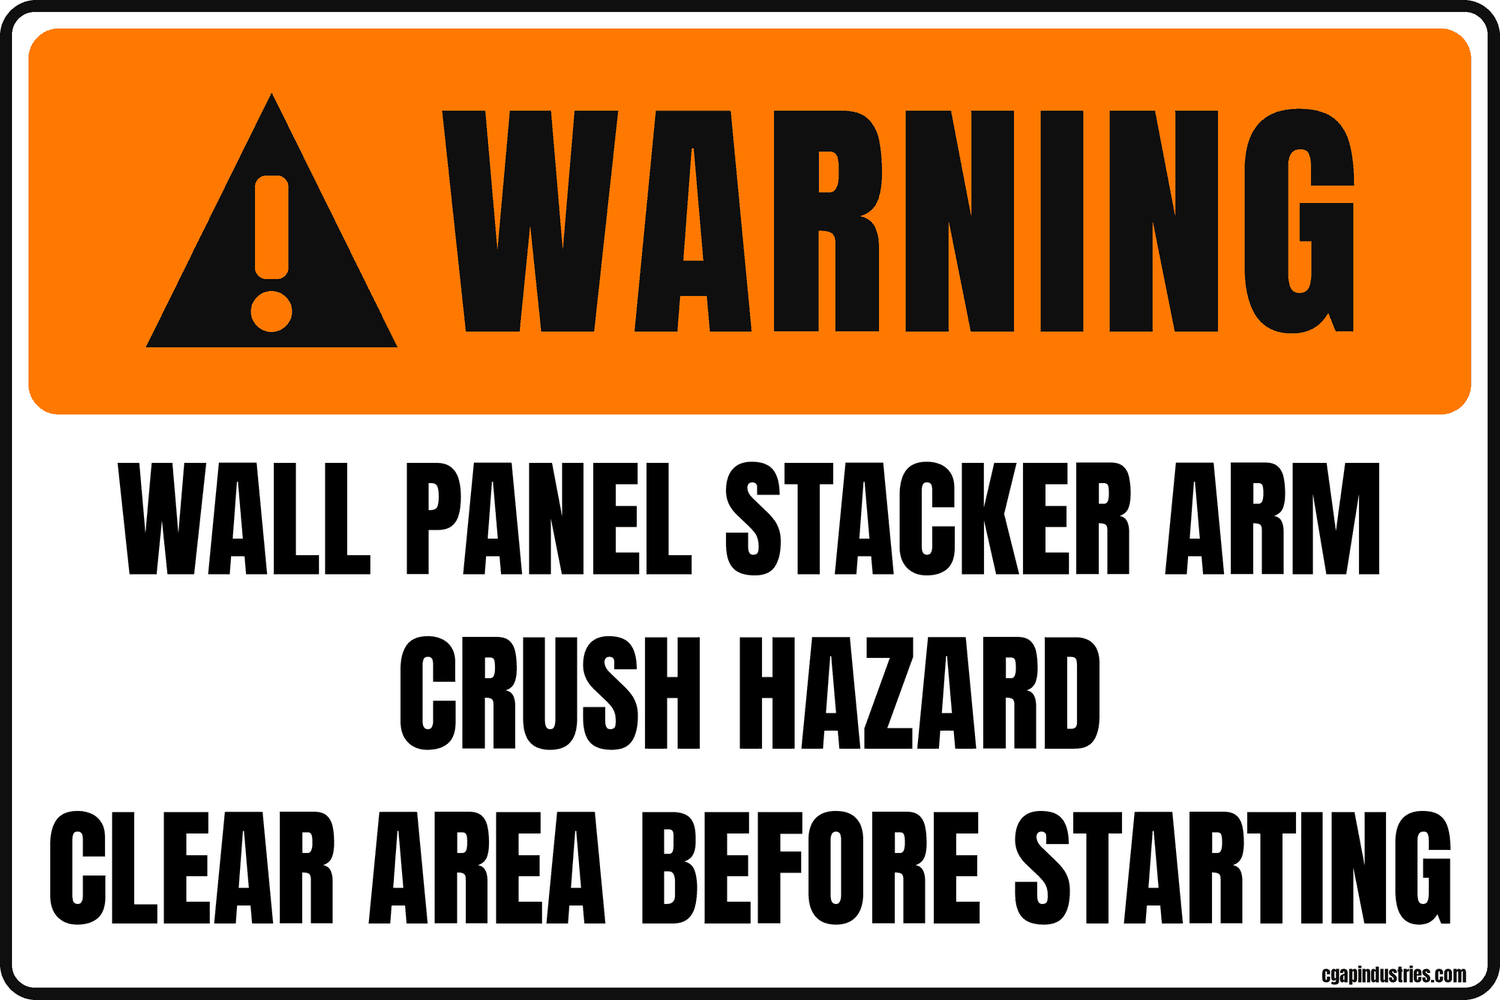 WARNING
WALL PANEL STACKER ARM
CRUSH HAZARD
CLEAR AREA BEFORE STARTING
cgapindustries.com